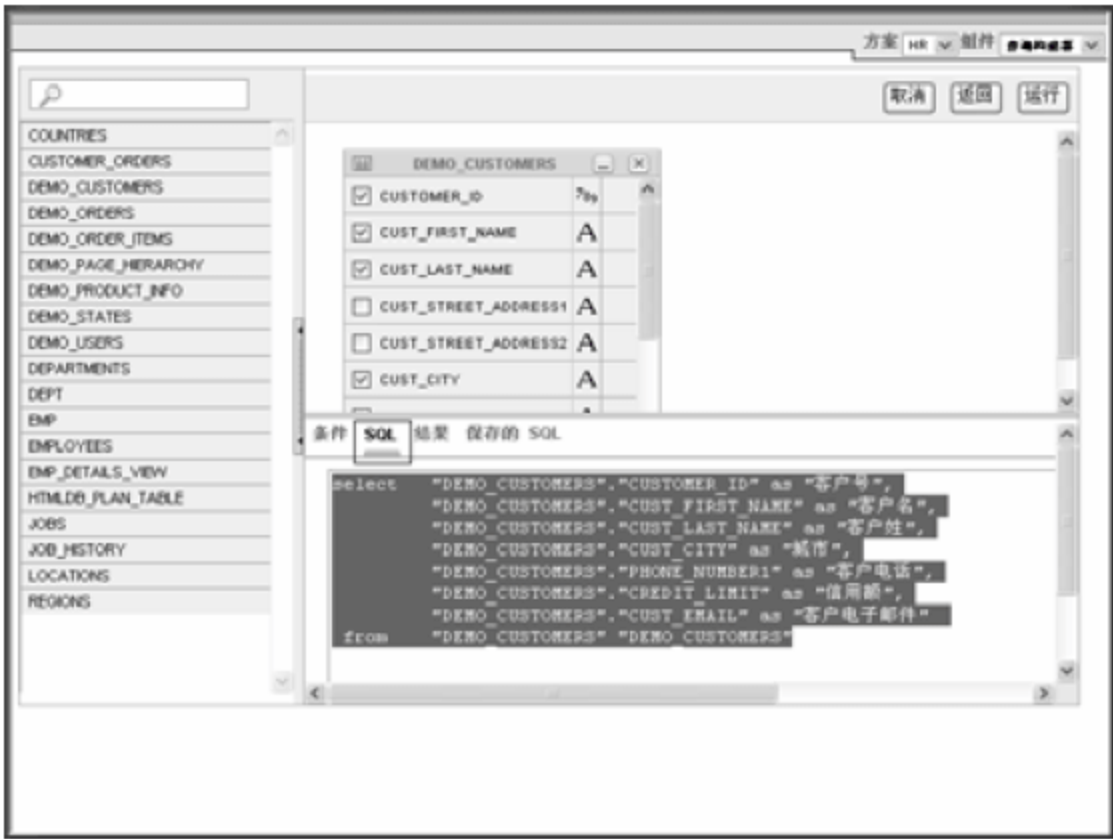 方案 HR 组件
取消 返回 运行
COUNTRIES
CUSTOMER_ORDERS
DEMO_CUSTOMERS
DEMO_ORDERS
DEMO_ORDER_ITEMS
DEMO_PAGE_HIERARCHY
DEMO_PRODUCT_INFO
DEMO_STATES
DEMO_USERS
DEPARTMENTS
DEPT
EMP
EMPLOYEES
EMP_DETAILS_VIEW
HTMLDB_PLAN_TABLE
JOBS
JOB_HISTORY
LOCATIONS
REGIONS
DEMO_CUSTOMERS
CUSTOMER_ID 789
CUST_FIRST_NAME A
CUST_LAST_NAME A
CUST_STREET_ADDRESS1 A
CUST_STREET_ADDRESS2 A
CUST_CITY A
条件 SQL 结果 保存的 SQL
select "DEMO_CUSTOMERS"."CUSTOMER_ID" as "客户号",
"DEMO_CUSTOMERS"."CUST_FIRST_NAME" as "客户名",
"DEMO_CUSTOMERS"."CUST_LAST_NAME" as "客户姓",
"DEMO_CUSTOMERS"."CUST_CITY" as "城市",
"DEMO_CUSTOMERS"."PHONE_NUMBER1" as "客户电话",
"DEMO_CUSTOMERS"."CREDIT_LIMIT" as "信用额",
"DEMO_CUSTOMERS"."CUST_EMAIL" as "客户电子邮件"
from "DEMO_CUSTOMERS" "DEMO_CUSTOMERS"